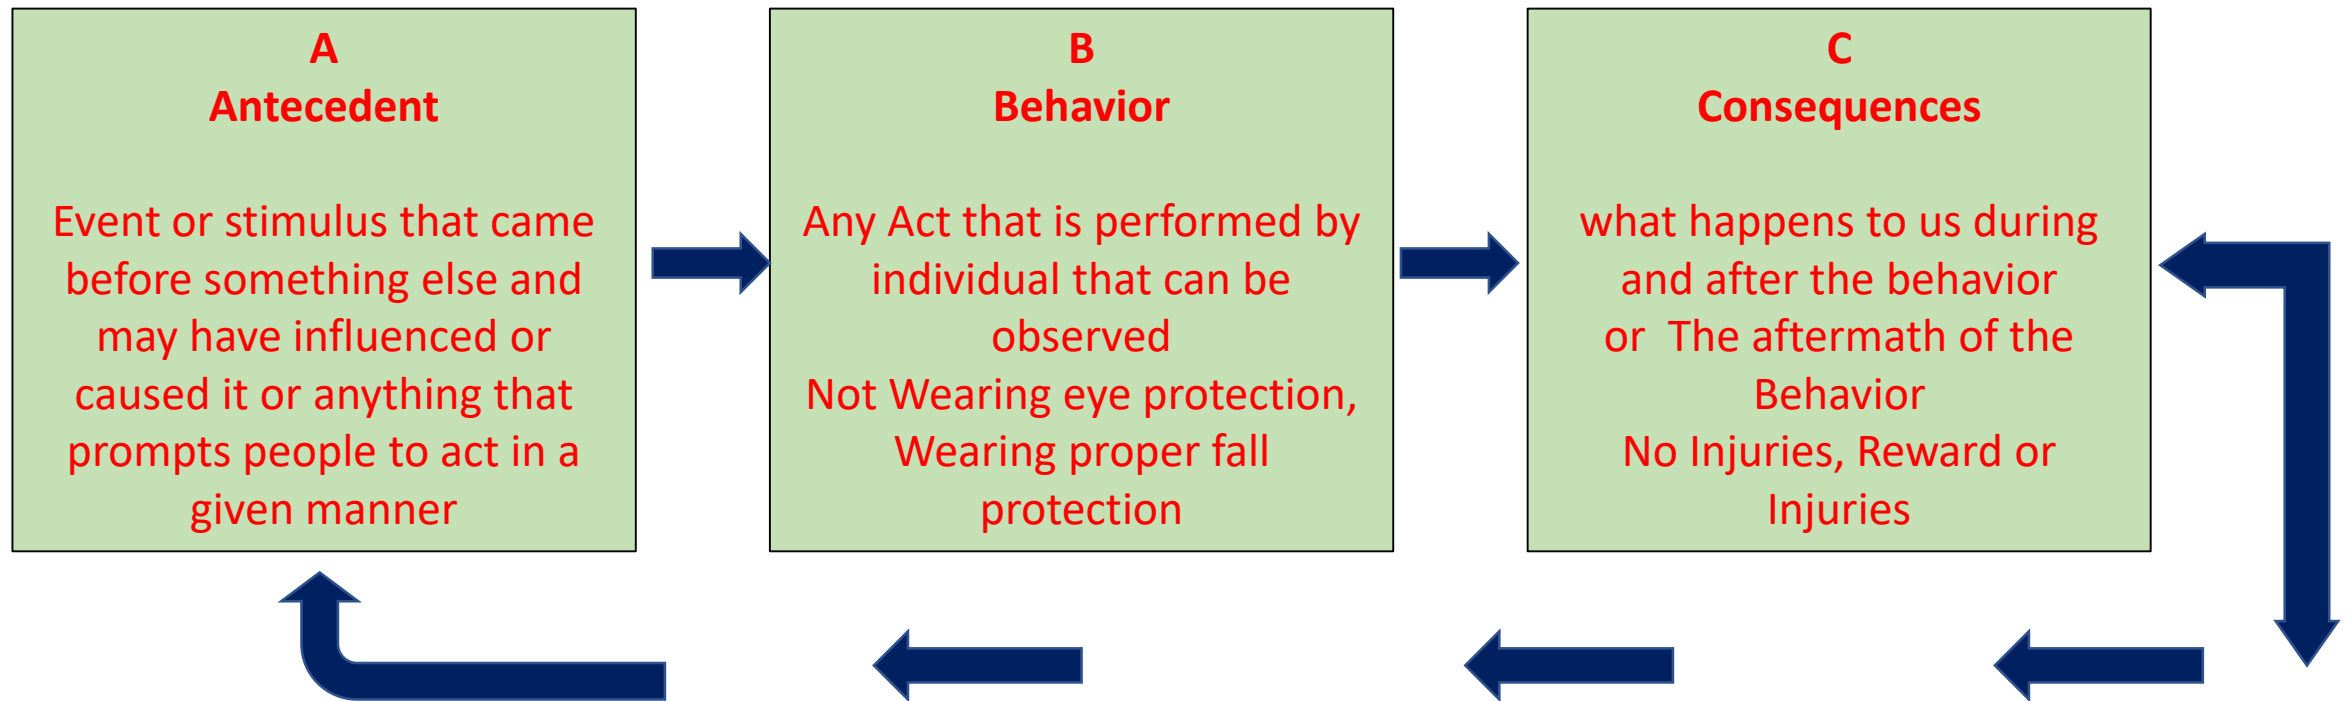 A
Antecedent
Event or stimulus that came
before something else and
may have influenced or
caused it or anything that
prompts people to act in a
given manner
B
Behavior
Any Act that is performed by
individual that can be
observed
Not Wearing eye protection,
Wearing proper fall
protection
C
Consequences
what happens to us during
and after the behavior
or The aftermath of the
Behavior
No Injuries, Reward or
Injuries